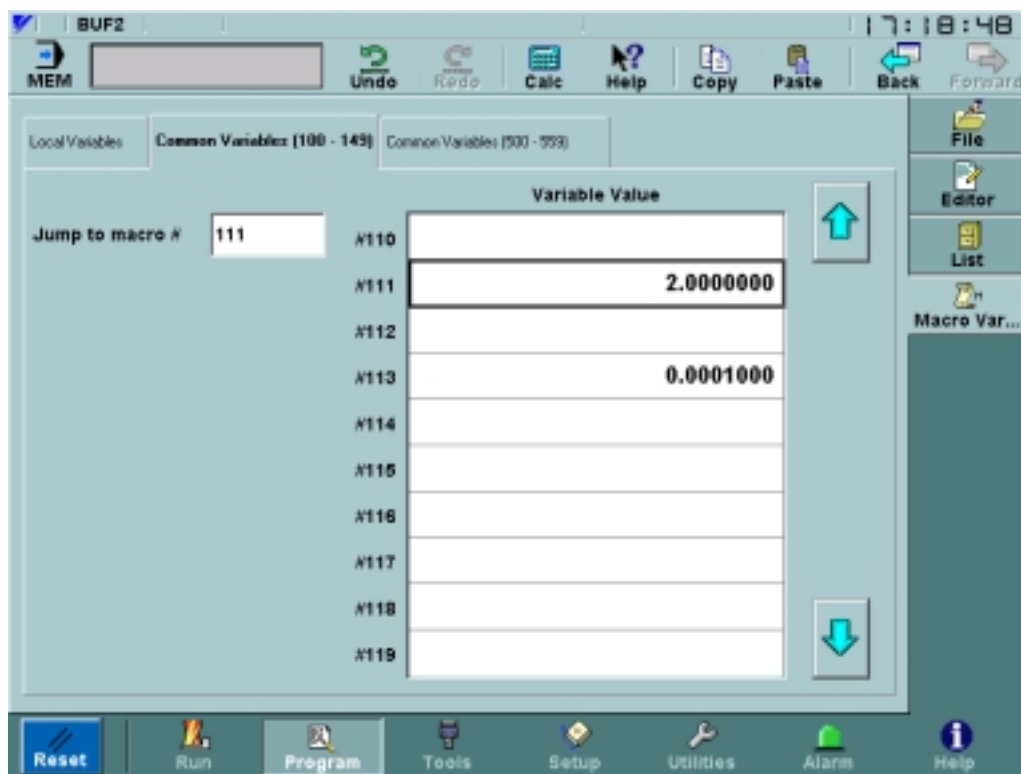 BUF2
17:18:48
MEM
Undo
Redo
Calc
Help
Copy
Paste
Back
Forward
Local Variables
Common Variables (100 - 149)
Common Variables (500 - 559)
File
Editor
List
Macro Var...
Variable Value
Jump to macro # 111
#110
#111 2.0000000
#112
#113 0.0001000
#114
#115
#116
#117
#118
#119
Reset
Run
Program
Tools
Setup
Utilities
Alarm
Help